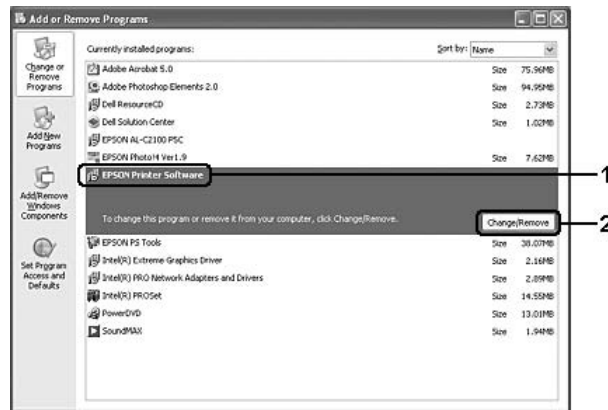 Add or Remove Programs
Change or
Remove
Programs
Add New
Programs
Add/Remove
Windows
Components
Set Program
Access and
Defaults
Currently installed programs:
Sort by: Name
Adobe Acrobat 5.0 Size 75.96MB
Adobe Photoshop Elements 2.0 Size 94.95MB
Dell ResourceCD Size 2.73MB
Dell Solution Center Size 1.02MB
EPSON AL-C2100 PSC
EPSON Photo!4 Ver1.9 Size 7.62MB
EPSON Printer Software 1
To change this program or remove it from your computer, click Change/Remove.
Change/Remove 2
EPSON PS Tools Size 38.07MB
Intel(R) Extreme Graphics Driver Size 2.16MB
Intel(R) PRO Network Adapters and Drivers Size 2.89MB
Intel(R) PROSet Size 14.55MB
PowerDVD Size 13.01MB
SoundMAX Size 1.94MB